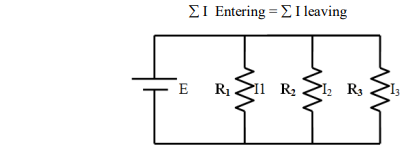 ∑ I Entering = ∑ I leaving
E R₁ I1 R₂ I₂ R₃ I₃